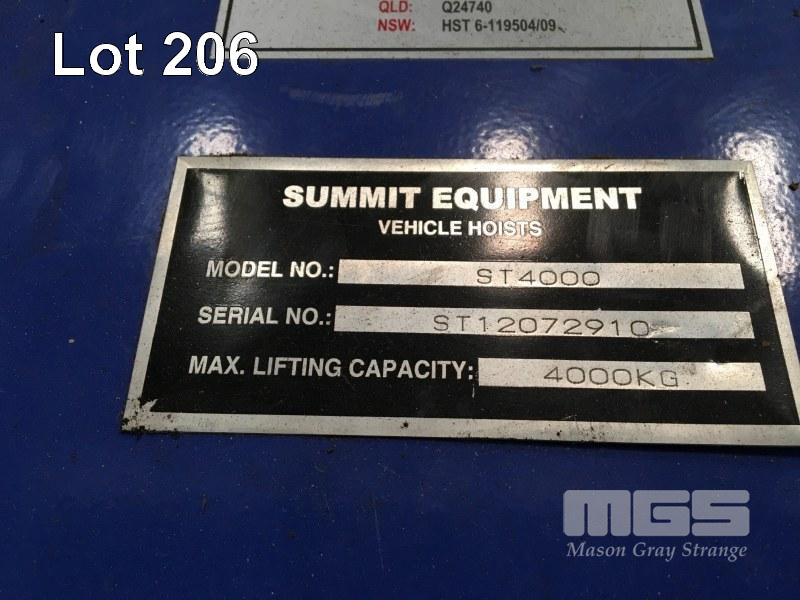 QLD: Q24740
NSW: HST 6-119504/09
Lot 206
SUMMIT EQUIPMENT
VEHICLE HOISTS
MODEL NO.: ST4000
SERIAL NO.: ST12072910
MAX. LIFTING CAPACITY: 4000KG
MGS
Mason Gray Strange